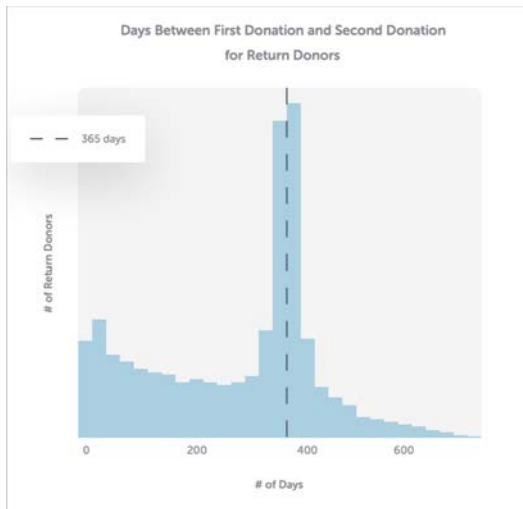 Days Between First Donation and Second Donation
for Return Donors
365 days
# of Return Donors
0
200
400
600
# of Days